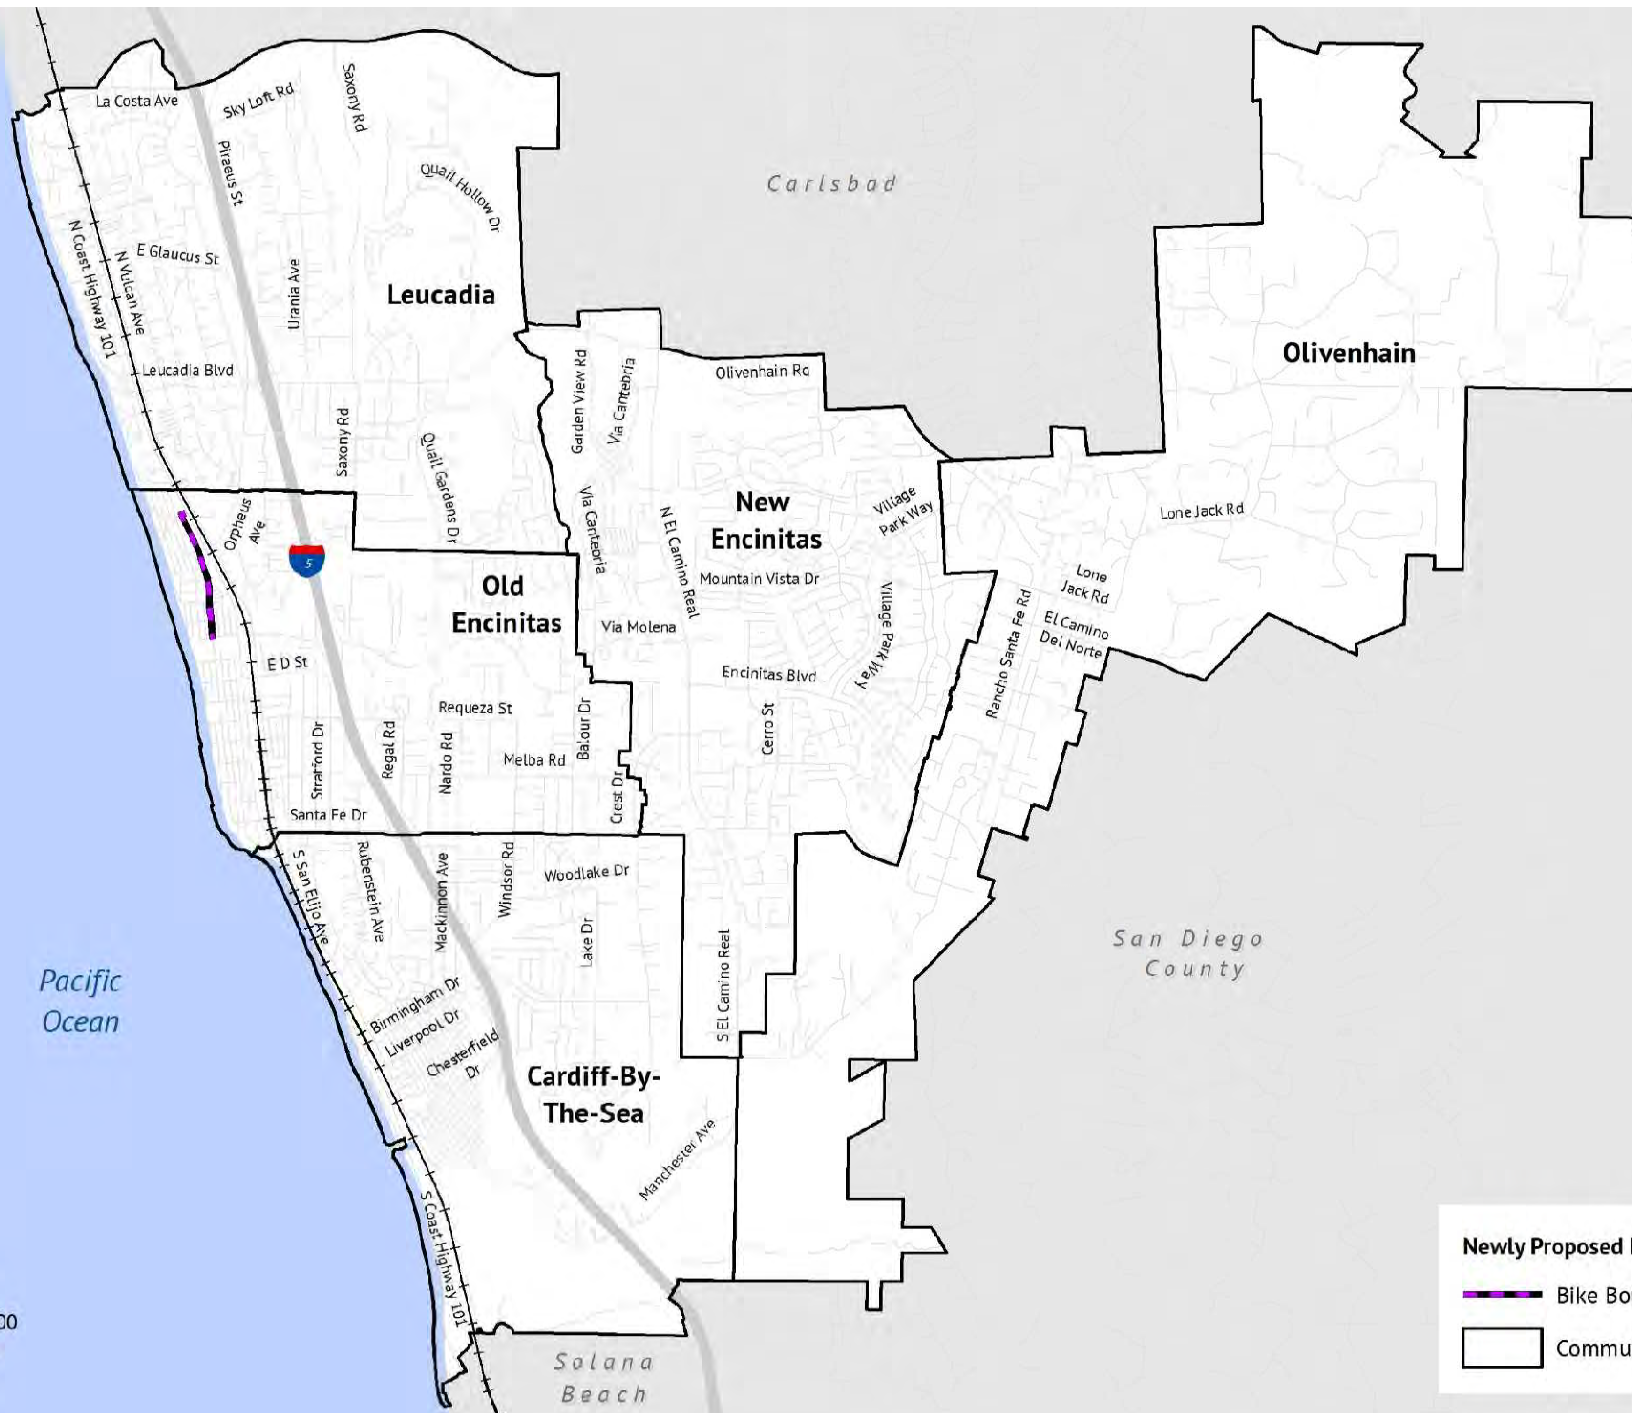 La Costa Ave
Sky Loft Rd
Saxony Rd
Piraeus St
Quail Hollow Dr
Carlsbad
N Coast Highway 101
N Vulcan Ave
E Glaucus St
Urania Ave
Leucadia
Leucadia Blvd
Garden View Rd
Via Cantebria
Olivenhain Rd
Olivenhain
Saxony Rd
Quail Gardens Dr
Via Cantebria
N El Camino Real
New
Encinitas
Village
Park Way
Lone Jack Rd
Orpheus
Ave
5
Old
Encinitas
Mountain Vista Dr
Lone
Jack Rd
Via Molena
Village Park Way
Rancho Santa Fe Rd
El Camino
Del Norte
E D St
Encinitas Blvd
Requeza St
Balour Dr
Cerro St
Stratford Dr
Regal Rd
Nardo Rd
Melba Rd
Crest Dr
Santa Fe Dr
S San Elijo Ave
Rubenstein Ave
Mackinnon Ave
Windsor Rd
Woodlake Dr
Lake Dr
S El Camino Real
San Diego
County
Pacific
Ocean
Birmingham Dr
Liverpool Dr
Chesterfield
Dr
Cardiff-By-
The-Sea
Manchester Ave
S Coast Highway 101
Solana
Beach
00
Newly Proposed
Bike Bo
Commu